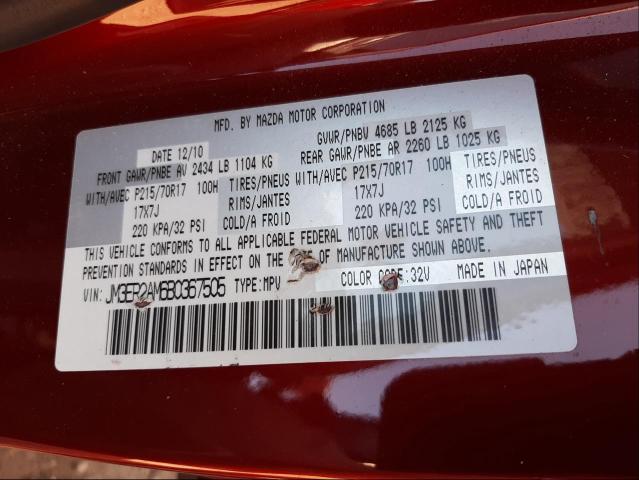 MFD. BY MAZDA MOTOR CORPORATION
DATE 12/10 GVWR/PNBV 4685 LB 2125 KG
FRONT GAWR/PNBE AV 2434 LB 1104 KG REAR GAWR/PNBE AR 2260 LB 1025 KG
WITH/AVEC P215/70R17 100H TIRES/PNEUS WITH/AVEC P215/70R17 100H TIRES/PNEUS
17X7J RIMS/JANTES 17X7J RIMS/JANTES
220 KPA/32 PSI COLD/A FROID 220 KPA/32 PSI COLD/A FROID
THIS VEHICLE CONFORMS TO ALL APPLICABLE FEDERAL MOTOR VEHICLE SAFETY AND THEFT
PREVENTION STANDARDS IN EFFECT ON THE DATE OF MANUFACTURE SHOWN ABOVE.
VIN: JM3ER2AM6B0367505 TYPE: MPV COLOR CODE: 32V MADE IN JAPAN